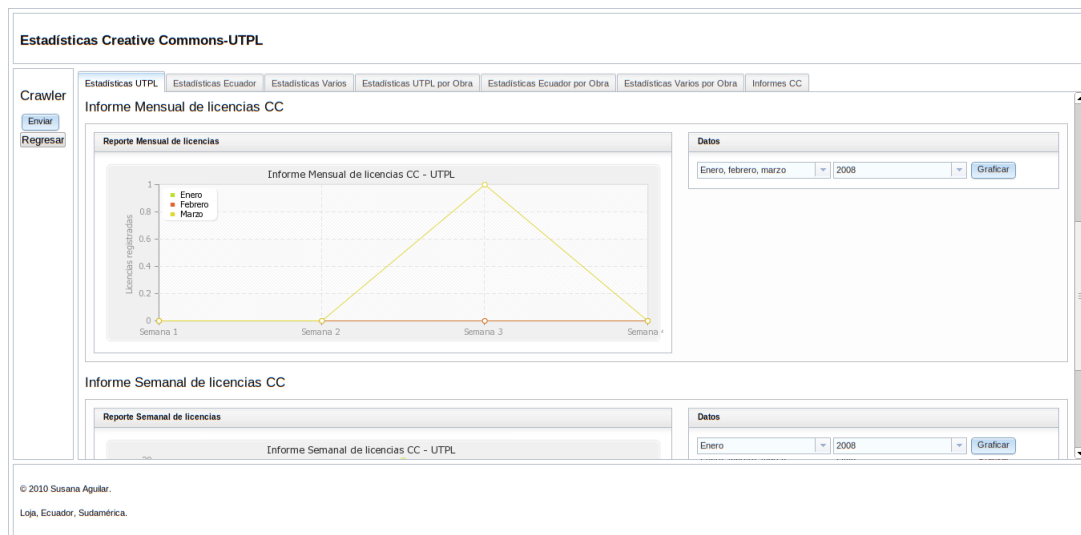 Estadísticas Creative Commons-UTPL
Crawler
Enviar
Regresar
Estadísticas UTPL
Estadísticas Ecuador
Estadísticas Varios
Estadísticas UTPL por Obra
Estadísticas Ecuador por Obra
Estadísticas Varios por Obra
Informes CC
Informe Mensual de licencias CC
Reporte Mensual de licencias
Informe Mensual de licencias CC - UTPL
Licencias registradas
1
0.8
0.6
0.4
0.2
0
Enero
Febrero
Marzo
Semana 1
Semana 2
Semana 3
Semana
Datos
Enero, febrero, marzo
2008
Graficar
Informe Semanal de licencias CC
Reporte Semanal de licencias
Informe Semanal de licencias CC - UTPL
Datos
Enero
2008
Graficar
© 2010 Susana Aguilar.
Loja, Ecuador, Sudamérica.